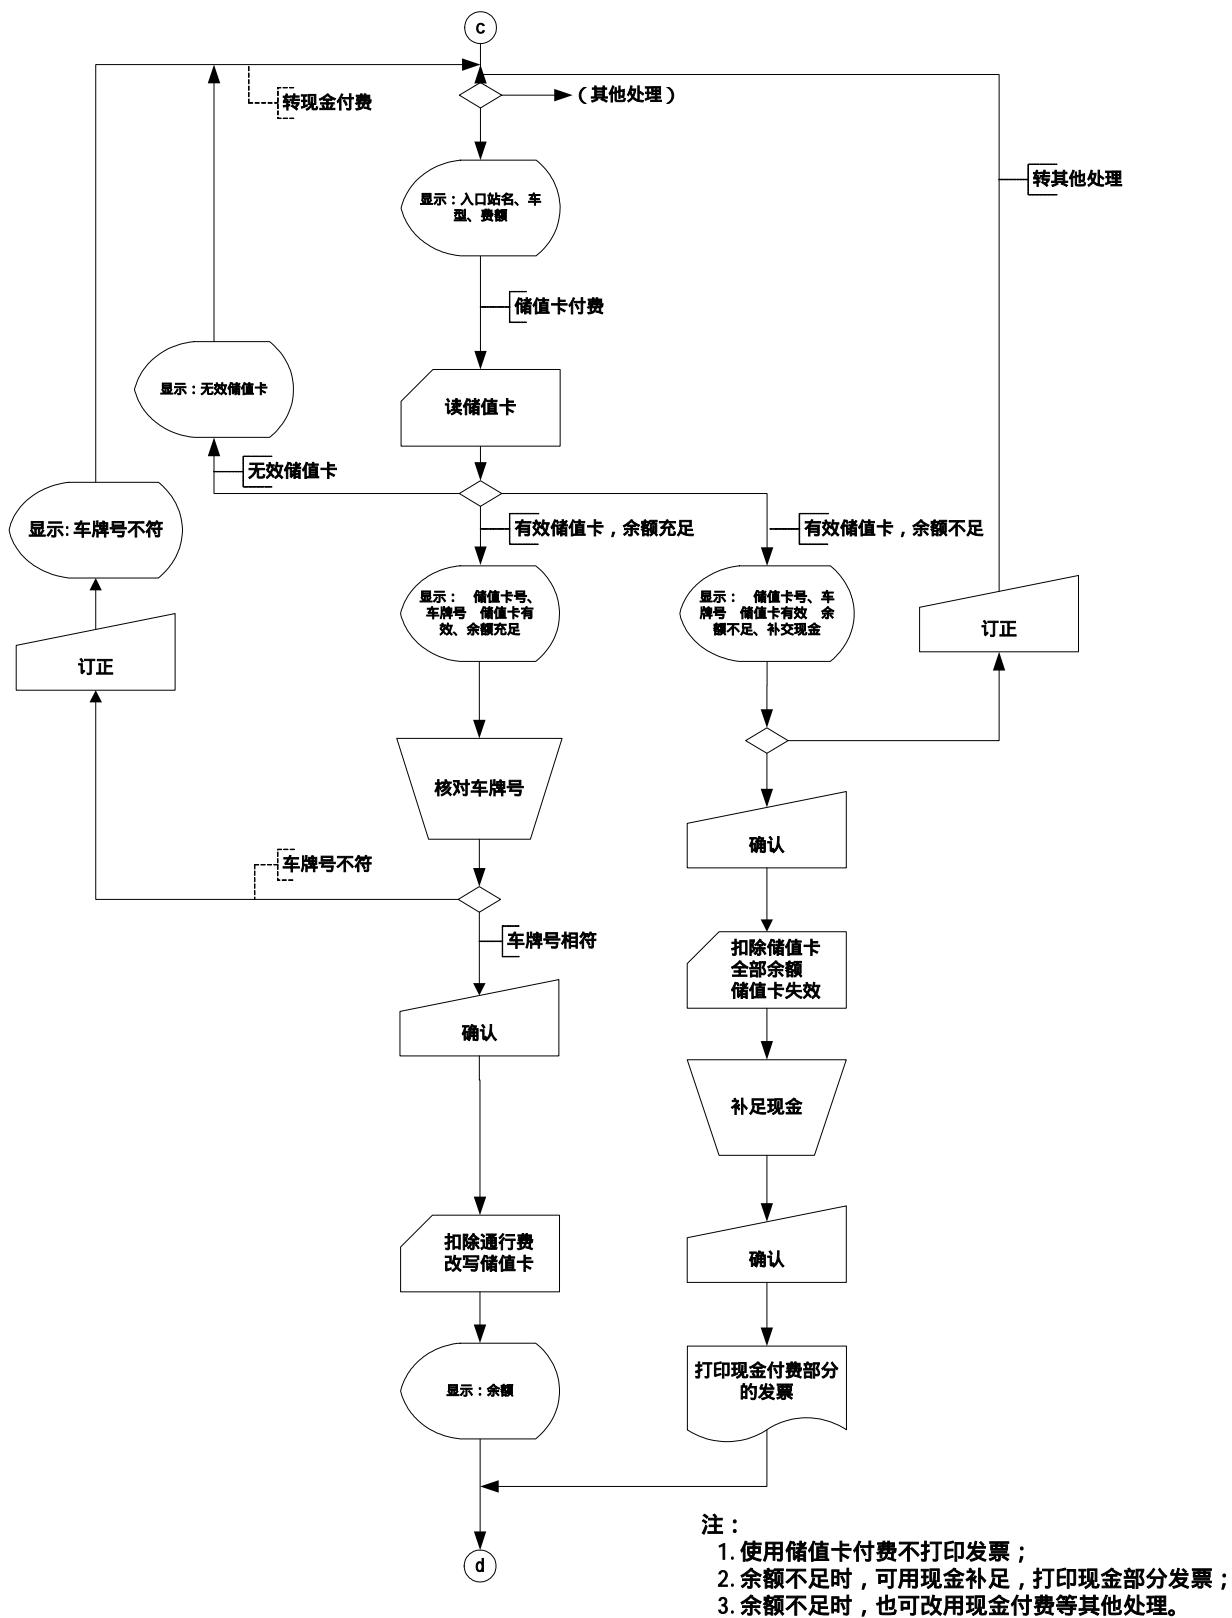 c
（其他处理）
转现金付费
转其他处理
显示：入口站名、车
型、费额
储值卡付费
显示：无效储值卡
读储值卡
无效储值卡
显示:车牌号不符
有效储值卡，余额充足
有效储值卡，余额不足
显示： 储值卡号、
车牌号 储值卡有
效、余额充足
显示： 储值卡号、车
牌号 储值卡有效 余
额不足、补交现金
订正
订正
核对车牌号
确认
车牌号不符
车牌号相符
扣除储值卡
全部余额
储值卡失效
确认
补足现金
扣除通行费
改写储值卡
确认
显示：余额
打印现金付费部分
的发票
d
注：
1.使用储值卡付费不打印发票；
2.余额不足时，可用现金补足，打印现金部分发票；
3.余额不足时，也可改用现金付费等其他处理。